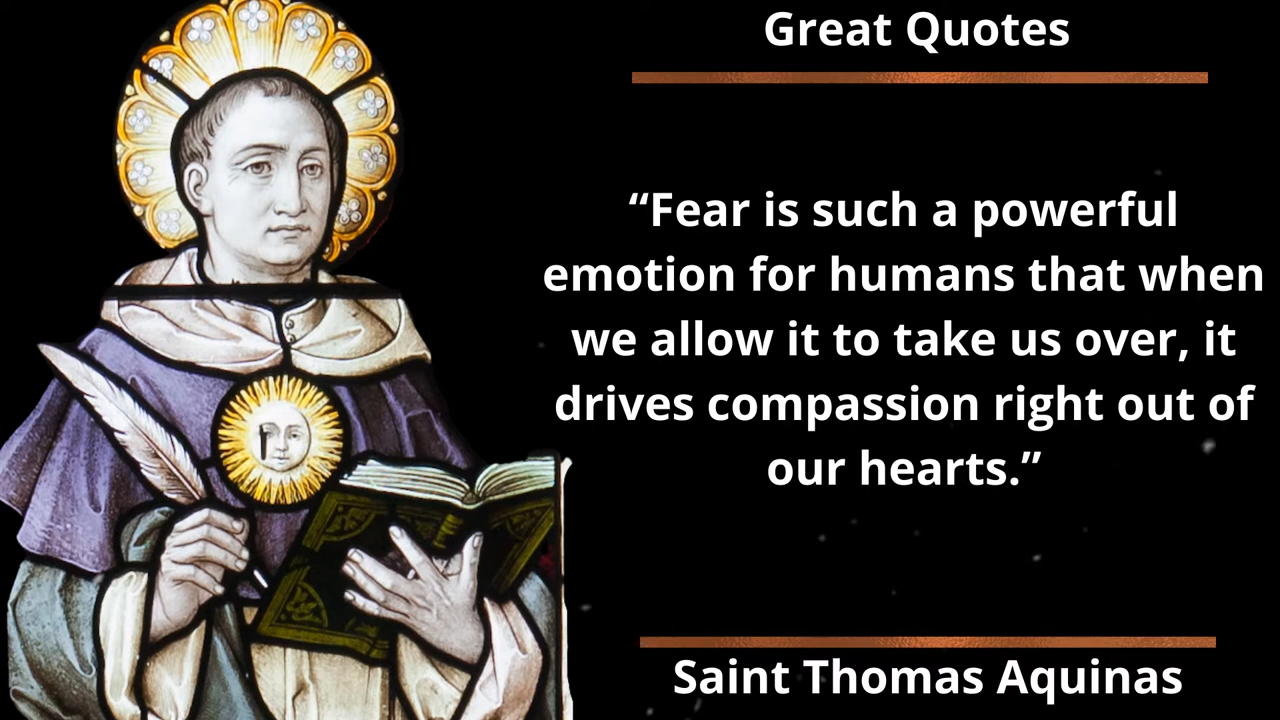 Great Quotes
“Fear is such a powerful
emotion for humans that when
we allow it to take us over, it
drives compassion right out of
our hearts.”
Saint Thomas Aquinas